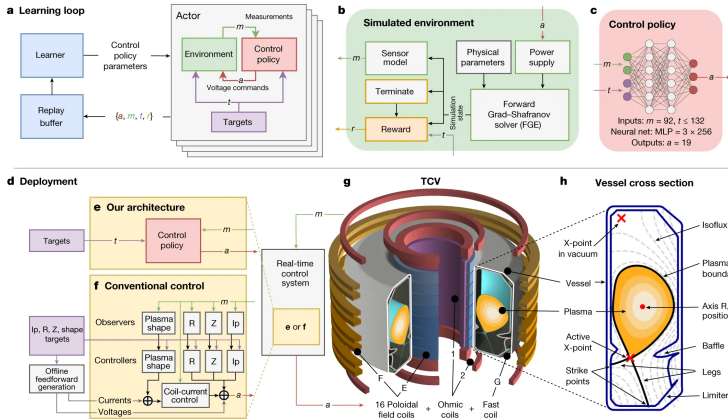 a Learning loop
Learner
Control
policy
parameters
Replay
buffer
{a, m, t, r}
Actor
Measurements
m
Environment
Control
policy
a
Voltage commands
t
Targets
b Simulated environment
a
m
Sensor
model
Physical
parameters
Power
supply
Terminate
Simulation
state
Forward
Grad–Shafranov
solver (FGE)
r
Reward
t
c Control policy
m
t
a
Inputs: m = 92, t ≤ 132
Neural net: MLP = 3 × 256
Outputs: a = 19
d Deployment
e Our architecture
Targets
t
Control
policy
m
a
f Conventional control
m
Observers
Plasma
shape
R
Z
Ip
Ip, R, Z, shape
targets
Controllers
Plasma
shape
R
Z
Ip
Offline
feedforward
generation
Currents
Coil-current
control
a
Voltages
m
Real-time
control
system
e or f
a
g TCV
F
E
1
2
G
16 Poloidal
field coils
+
Ohmic
coils
+
Fast
coil
h Vessel cross section
X-point
in vacuum
Vessel
Plasma
Active
X-point
Strike
points
Isoflux
Plasma
bounda
Axis R,
positio
Baffle
Legs
Limite